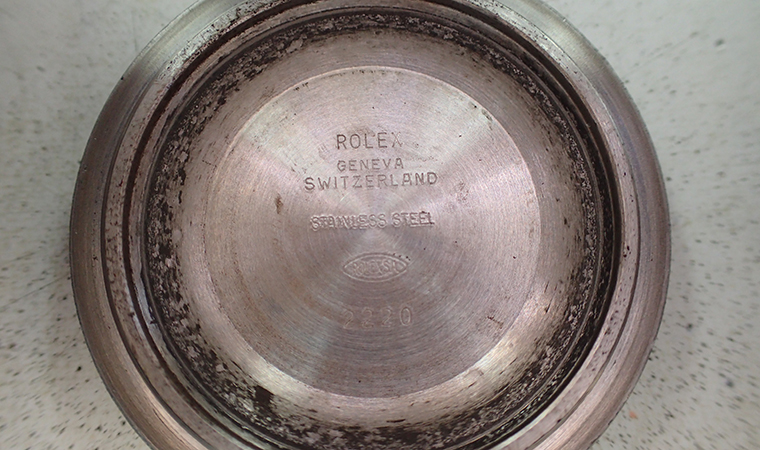 ROLEX
GENEVA
SWITZERLAND
STAINLESS STEEL